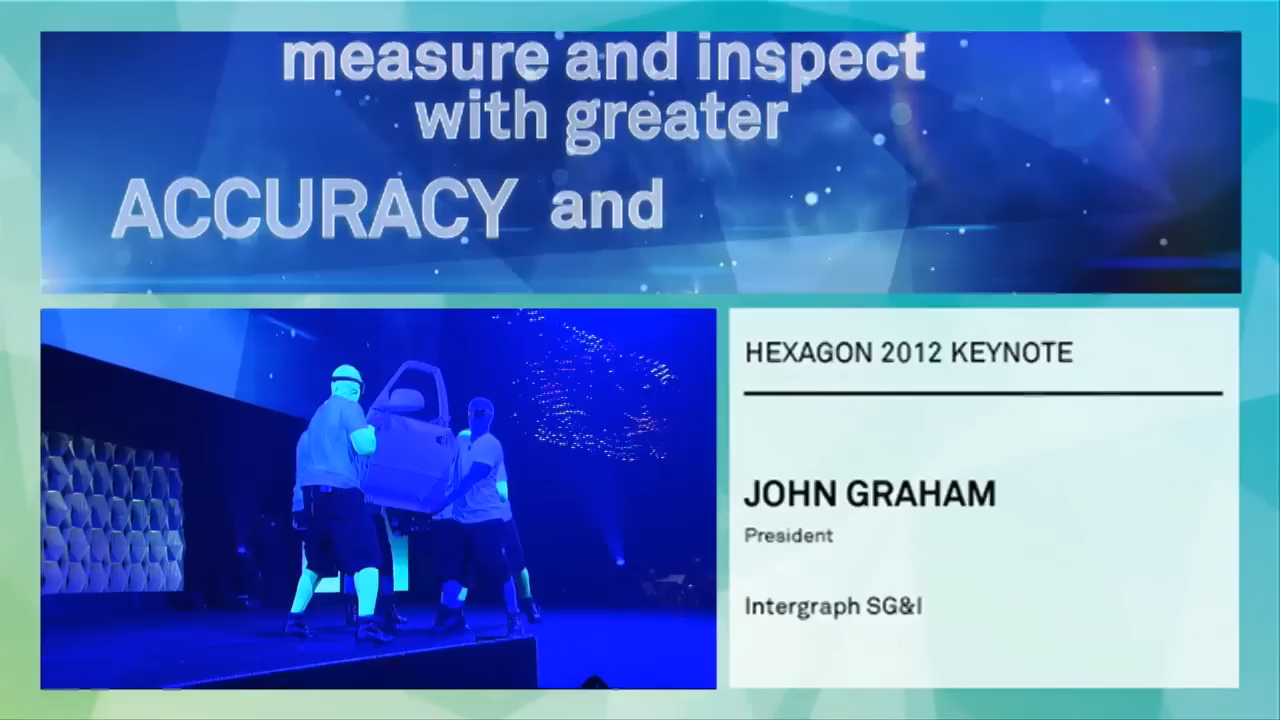 measure and inspect
with greater
ACCURACY and
HEXAGON 2012 KEYNOTE
JOHN GRAHAM
President
Intergraph SG&I